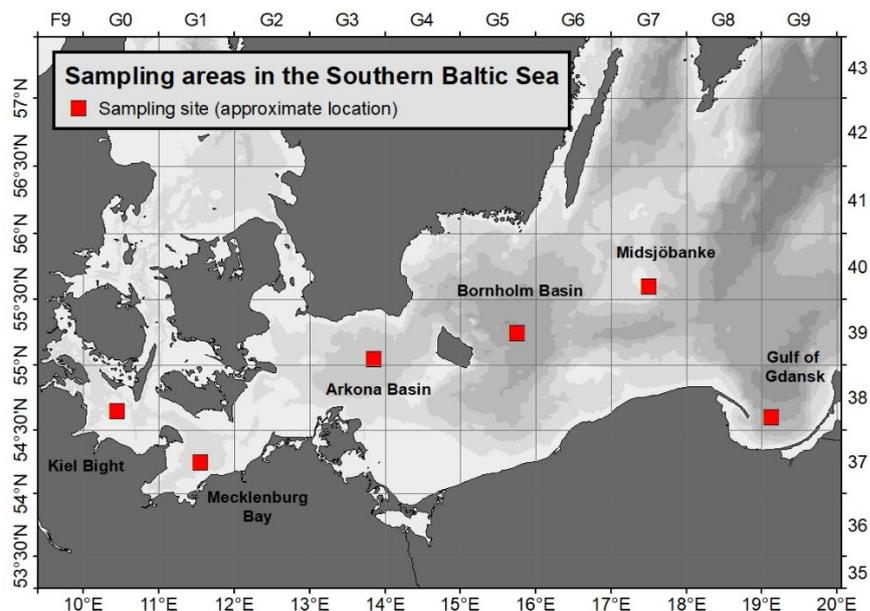 F9 G0 G1 G2 G3 G4 G5 G6 G7 G8 G9
Sampling areas in the Southern Baltic Sea
Sampling site (approximate location)
57°N
56°30'N
56°N
55°30'N
55°N
54°30'N
54°N
53°30'N
43
42
41
40
39
38
37
36
35
Midsjöbanke
Bornholm Basin
Gulf of
Gdansk
Arkona Basin
Kiel Bight
Mecklenburg
Bay
10°E 11°E 12°E 13°E 14°E 15°E 16°E 17°E 18°E 19°E 20°E